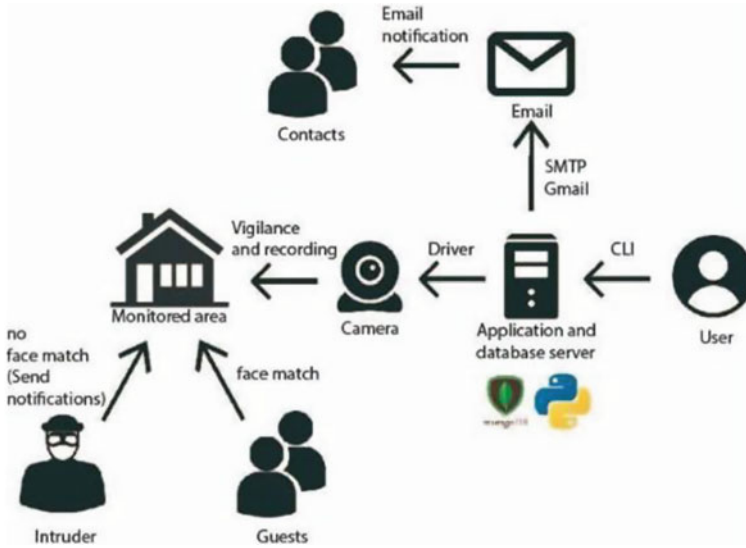 Email
notification
Email
Contacts
SMTP
Gmail
Vigilance
and recording
Driver
CLI
Monitored area
Camera
Application and
database server
User
no
face match
(Send
notifications)
face match
Intruder
Guests